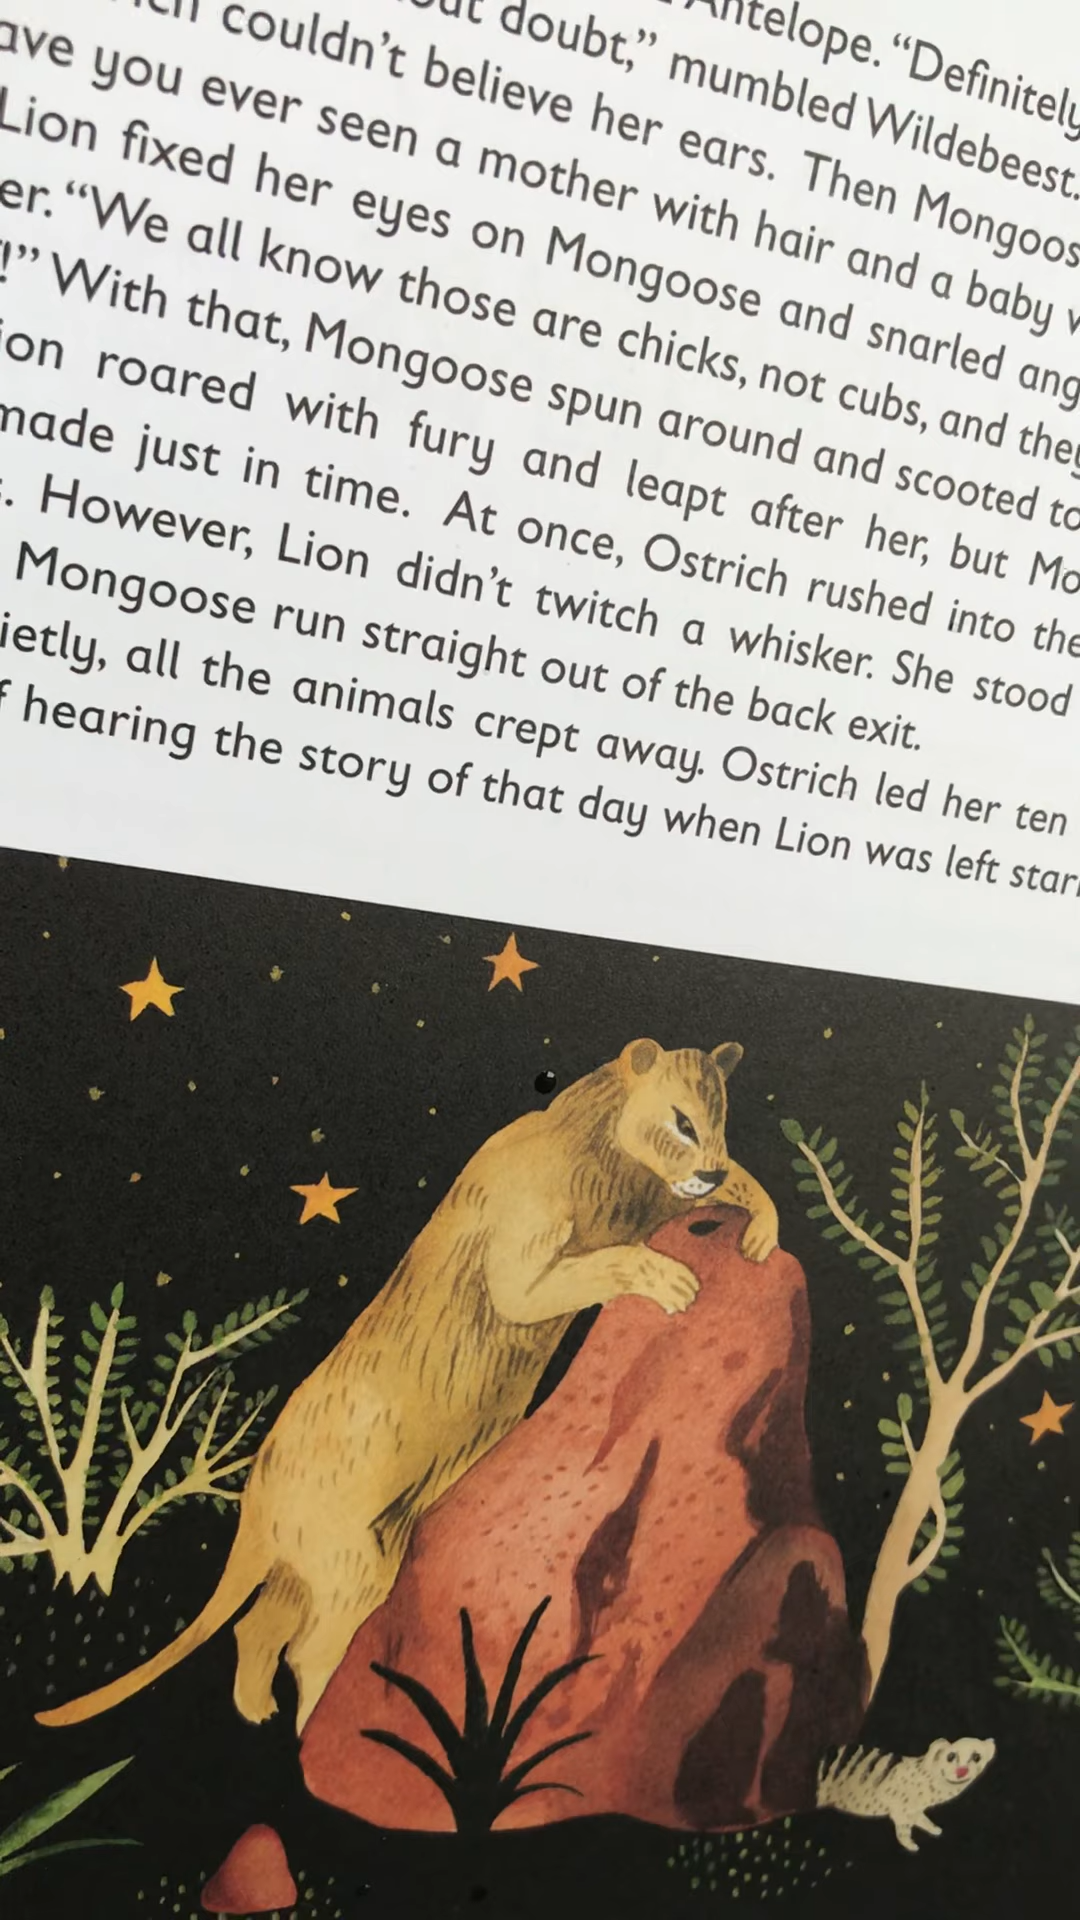 Antelope. “Definitely
couldn’t believe her ears. Then Mongoos
doubt,” mumbled Wildebeest.
ave you ever seen a mother with hair and a baby
Lion fixed her eyes on Mongoose and snarled ang
er. “We all know those are chicks, not cubs, and they
!” With that, Mongoose spun around and scooted to
ion roared with fury and leapt after her, but Mo
made just in time. At once, Ostrich rushed into the
. However, Lion didn’t twitch a whisker. She stood
Mongoose run straight out of the back exit.
ietly, all the animals crept away. Ostrich led her ten
f hearing the story of that day when Lion was left star